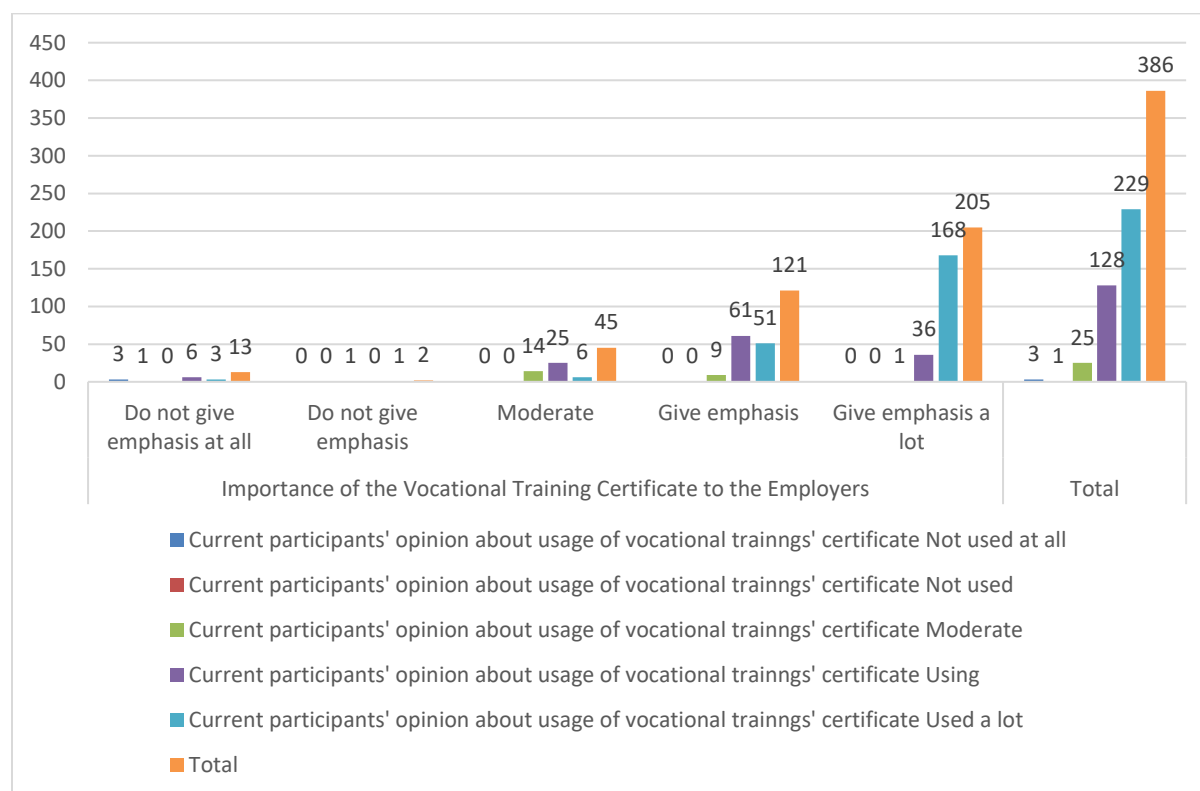 450
400
350
300
250
200
150
100
50
0
3 1 0 6 3 13
0 0 1 0 1 2
0 0 14 25 6 45
0 0 9 61 51 121
0 0 1 36 168 205
3 1 25 128 229 386
Do not give
emphasis at all
Do not give
emphasis
Moderate
Give emphasis
Give emphasis a
lot
Importance of the Vocational Training Certificate to the Employers
Total
Current participants' opinion about usage of vocational trainngs' certificate Not used at all
Current participants' opinion about usage of vocational trainngs' certificate Not used
Current participants' opinion about usage of vocational trainngs' certificate Moderate
Current participants' opinion about usage of vocational trainngs' certificate Using
Current participants' opinion about usage of vocational trainngs' certificate Used a lot
Total